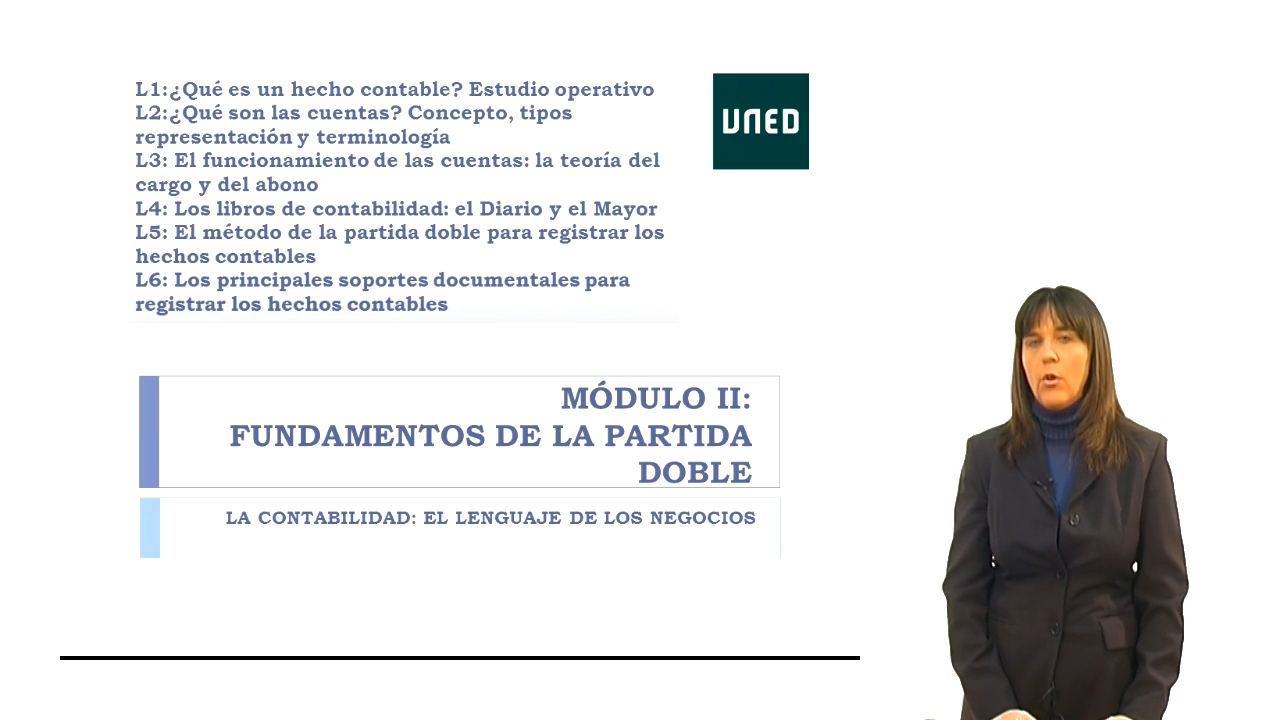 L1:¿Qué es un hecho contable? Estudio operativo
L2:¿Qué son las cuentas? Concepto, tipos
representación y terminología
L3: El funcionamiento de las cuentas: la teoría del
cargo y del abono
L4: Los libros de contabilidad: el Diario y el Mayor
L5: El método de la partida doble para registrar los
hechos contables
L6: Los principales soportes documentales para
registrar los hechos contables
UNED
MÓDULO II:
FUNDAMENTOS DE LA PARTIDA
DOBLE
LA CONTABILIDAD: EL LENGUAJE DE LOS NEGOCIOS